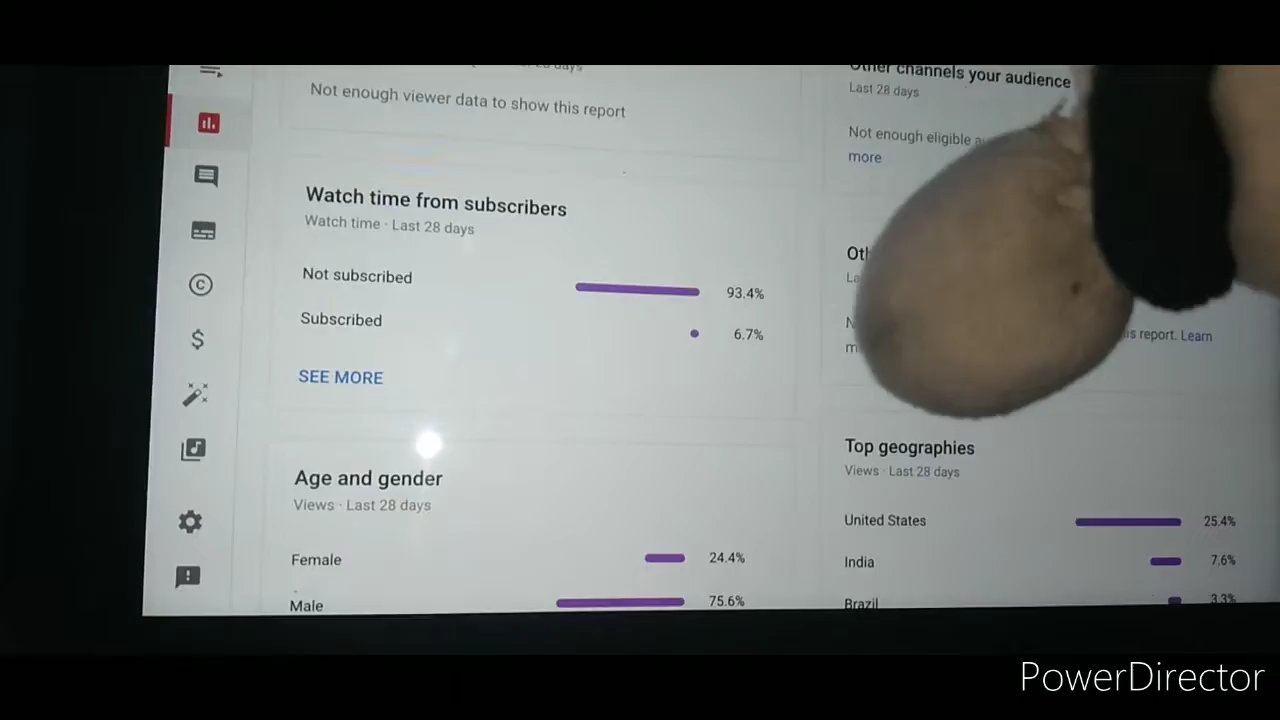 Not enough viewer data to show this report
Watch time from subscribers
Watch time · Last 28 days
Not subscribed 93.4%
Subscribed 6.7%
SEE MORE
Age and gender
Views · Last 28 days
Female 24.4%
Male 75.6%
Other channels your audience
Last 28 days
Not enough eligible
more
is report. Learn
Top geographies
Views · Last 28 days
United States 25.4%
India 7.6%
Brazil 3.3%
PowerDirector